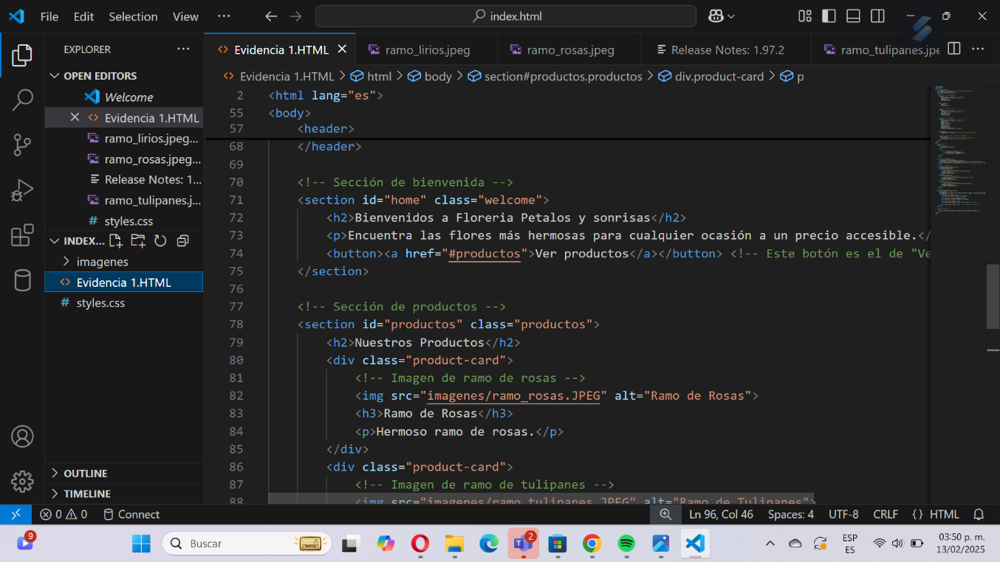 File Edit Selection View ··· index.html
EXPLORER ···
Evidencia 1.HTML ramo_lirios.jpeg ramo_rosas.jpeg Release Notes: 1.97.2 ramo_tulipanes.jpe ···
OPEN EDITORS
Welcome
Evidencia 1.HTML
ramo_lirios.jpeg...
ramo_rosas.jpeg...
Release Notes: 1...
ramo_tulipanes.j...
# styles.css
INDEX...
imagenes
Evidencia 1.HTML
# styles.css
OUTLINE
TIMELINE
Evidencia 1.HTML > html > body > section#productos.productos > div.product-card > p
2 <html lang="es">
55 <body>
57 <header>
68 </header>
69
70 <!-- Sección de bienvenida -->
71 <section id="home" class="welcome">
72 <h2>Bienvenidos a Floreria Petalos y sonrisas</h2>
73 <p>Encuentra las flores más hermosas para cualquier ocasión a un precio accesible.</
74 <button><a href="#productos">Ver productos</a></button> <!-- Este botón es el de "Ve
75 </section>
76
77 <!-- Sección de productos -->
78 <section id="productos" class="productos">
79 <h2>Nuestros Productos</h2>
80 <div class="product-card">
81 <!-- Imagen de ramo de rosas -->
82 <img src="imagenes/ramo_rosas.JPEG" alt="Ramo de Rosas">
83 <h3>Ramo de Rosas</h3>
84 <p>Hermoso ramo de rosas.</p>
85 </div>
86 <div class="product-card">
87 <!-- Imagen de ramo de tulipanes -->
88 <img src="imagenes/ramo_tulipanes.JPEG" alt="Ramo de Tulipanes">
0 0 Connect Ln 96, Col 46 Spaces: 4 UTF-8 CRLF {} HTML
9 Buscar 2 ESP 03:50 p. m.
ES 13/02/2025